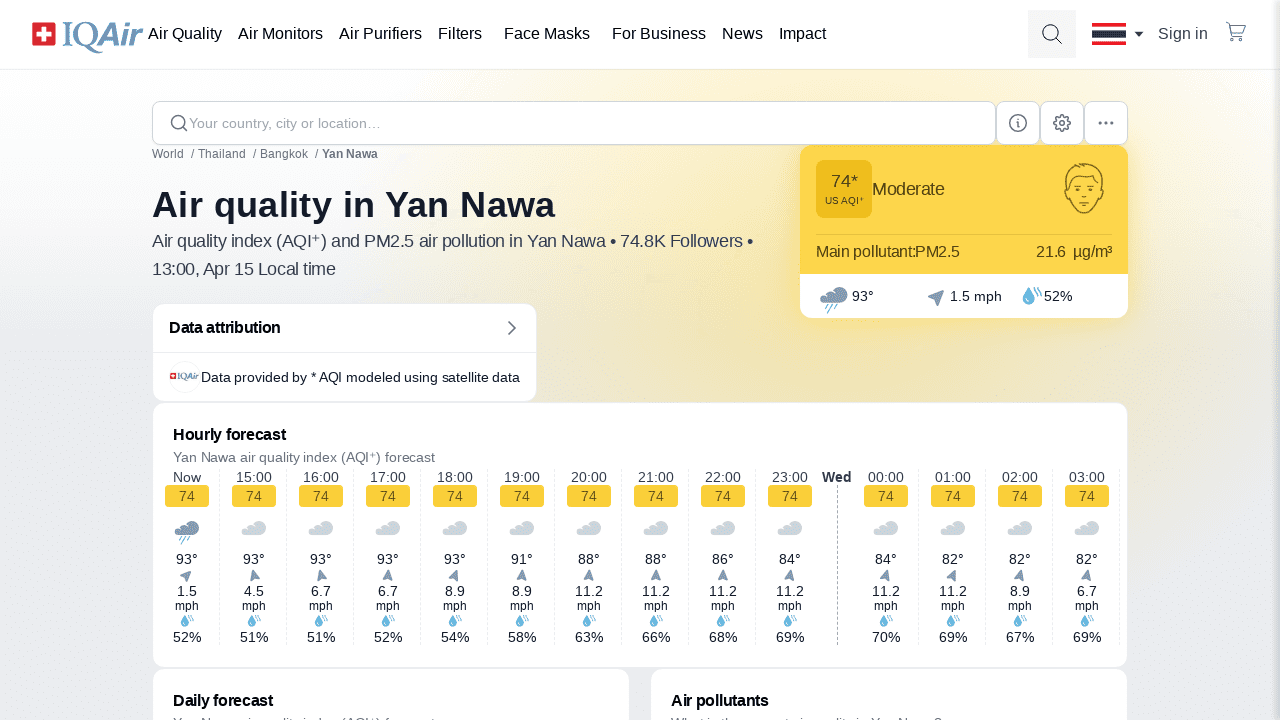 IQAir Air Quality Air Monitors Air Purifiers Filters Face Masks For Business News Impact Sign in
Your country, city or location…
World / Thailand / Bangkok / Yan Nawa
Air quality in Yan Nawa
Air quality index (AQI⁺) and PM2.5 air pollution in Yan Nawa • 74.8K Followers •
13:00, Apr 15 Local time
74*
US AQI⁺
Moderate
Main pollutant:PM2.5 21.6 µg/m³
93° 1.5 mph 52%
Data attribution
IQAir Data provided by * AQI modeled using satellite data
Hourly forecast
Yan Nawa air quality index (AQI⁺) forecast
Now 15:00 16:00 17:00 18:00 19:00 20:00 21:00 22:00 23:00 Wed 00:00 01:00 02:00 03:00
74 74 74 74 74 74 74 74 74 74 74 74 74 74
93° 93° 93° 93° 93° 91° 88° 88° 86° 84° 84° 82° 82° 82°
1.5 4.5 6.7 6.7 8.9 8.9 11.2 11.2 11.2 11.2 11.2 11.2 8.9 6.7
mph mph mph mph mph mph mph mph mph mph mph mph mph mph
52% 51% 51% 52% 54% 58% 63% 66% 68% 69% 70% 69% 67% 69%
Daily forecast Air pollutants